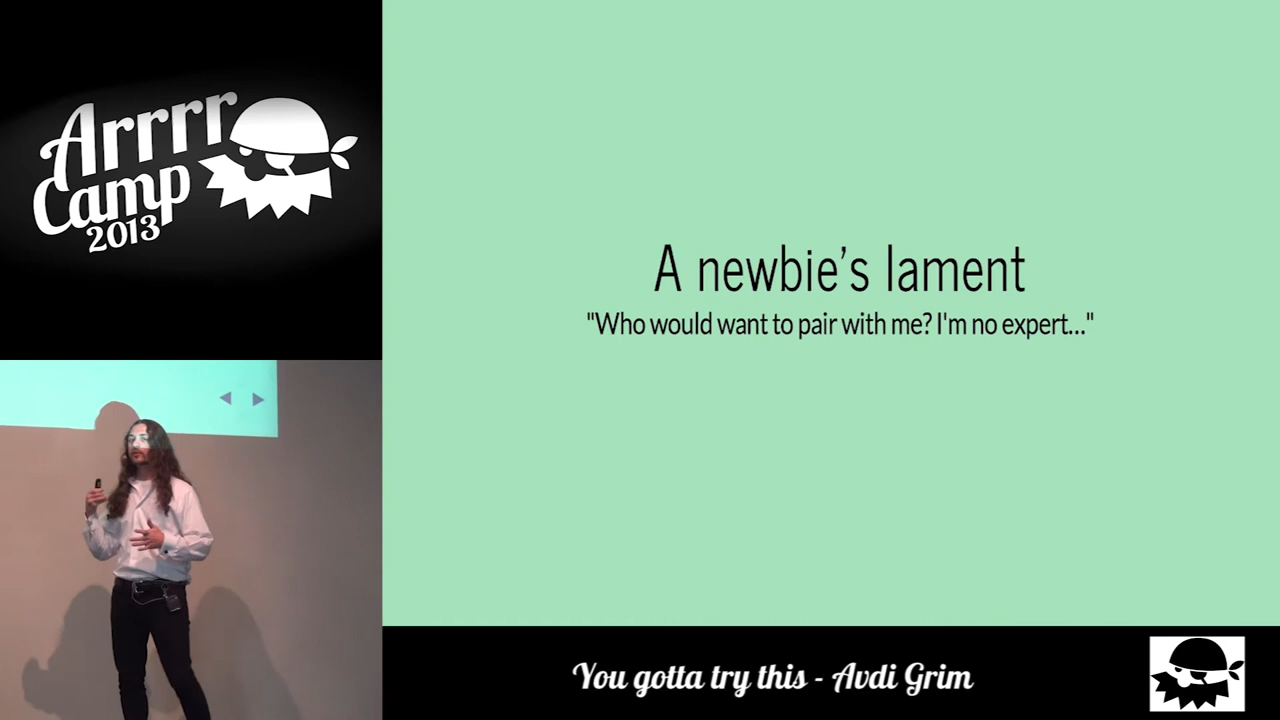 Arrrr
Camp
2013
A newbie's lament
"Who would want to pair with me? I'm no expert..."
You gotta try this - Avdi Grim